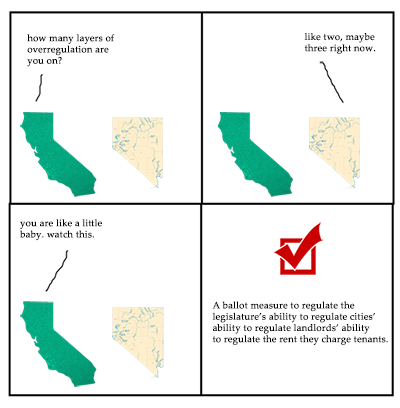 how many layers of
overregulation are
you on?
like two, maybe
three right now.
you are like a little
baby. watch this.
A ballot measure to regulate the
legislature's ability to regulate cities'
ability to regulate landlords' ability
to regulate the rent they charge tenants.